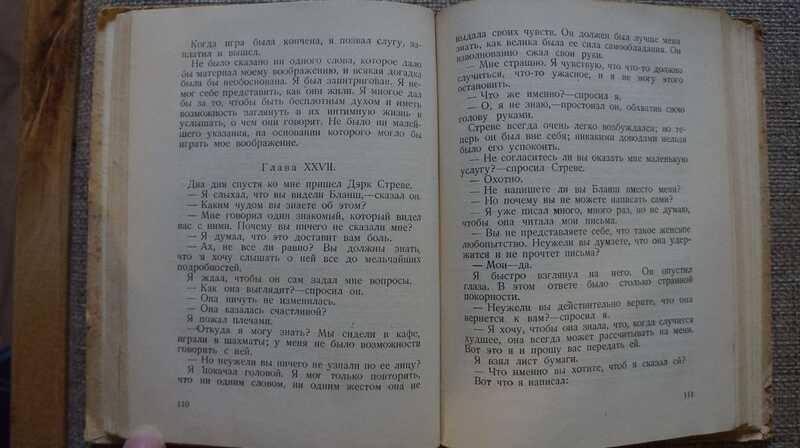 Когда игра была кончена, я позвал слугу, за-
платил и вышел.
Не было сказано ни одного слова, которое дало
бы материал моему воображению, и всякая догадка
была бы необоснована. Я был заинтригован. Я не
мог себе представить, как они жили. Я многое дал
бы за то, чтобы быть бесплотным духом и иметь
возможность заглянуть в их интимную жизнь и
услышать, о чем они говорят. Не было ни малей-
шего указания, на основании которого могло бы
играть мое воображение.
Глава XXVII.
Два дня спустя ко мне пришел Дэрк Стреве.
— Я слыхал, что вы видели Бланш,—сказал он.
— Каким чудом вы знаете об этом?
— Мне говорил один знакомый, который видел
вас с ними. Почему вы ничего не сказали мне?
— Я думал, что это доставит вам боль.
— Ах, не все ли равно? Вы должны знать,
что я хочу слышать о ней все до мельчайших
подробностей.
Я ждал, чтобы он сам задал мне вопросы.
— Как она выглядит?—спросил он.
— Она ничуть не изменилась.
— Она казалась счастливой?
Я пожал плечами.
—Откуда я могу знать? Мы сидели в кафе,
играли в шахматы; у меня не было возможности
говорить с ней.
— Но неужели вы ничего не узнали по ее лицу?
Я покачал головой. Я мог только повторить,
что ни одним словом, ни одним жестом она не
110
выдала своих чувств. Он должен был лучше меня
знать, как велика была ее сила самообладания. Он
взволнованно сжал свои руки.
— Мне страшно. Я чувствую, что что-то должно
случиться, что-то ужасное, и я не могу этого
остановить.
— Что же именно?—спросил я.
— О, я не знаю,—простонал он, обхватив свою
голову руками.
Стреве всегда очень легко возбуждался; но те-
перь он был вне себя; никакими доводами нельзя
было его успокоить.
— Не согласитесь ли вы оказать мне маленькую
услугу?—спросил Стреве.
— Охотно.
— Не напишете ли вы Бланш вместо меня?
— Но почему вы не можете написать сами?
— Я уже писал много, много раз, но не думаю,
чтобы она читала мои письма.
— Вы не представляете себе, что такое женское
любопытство. Неужели вы думаете, что она удер-
жится и не прочтет письма?
— Мои—да.
Я быстро взглянул на него. Он опустил
глаза. В этом ответе было столько странной
покорности.
— Неужели вы действительно верите, что она
вернется к вам?—спросил я.
— Я хочу, чтобы она знала, что, когда случится
худшее, она всегда может рассчитывать на меня.
Вот это я и прошу вас передать ей.
Я взял лист бумаги.
— Что именно вы хотите, чтоб я сказал ей?
Вот что я написал:
111